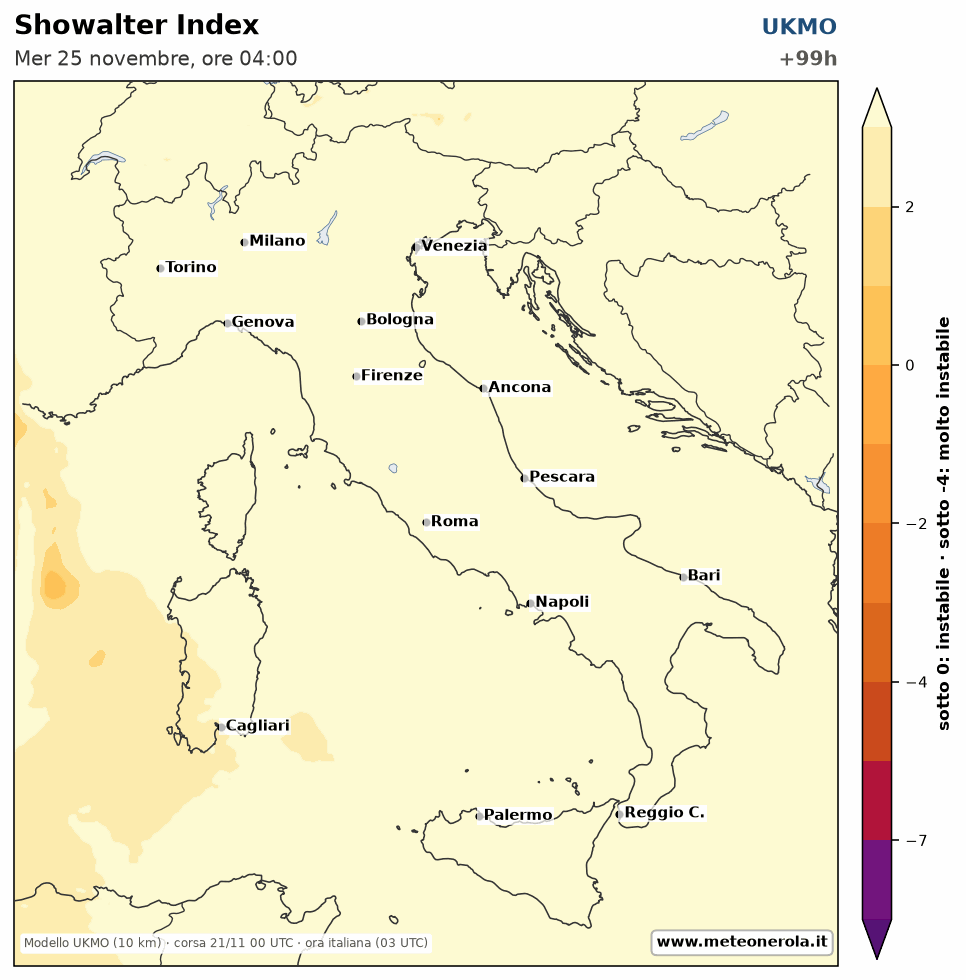 Showalter Index
UKMO
Mer 25 novembre, ore 04:00
+99h
Milano
Venezia
Torino
Genova
Bologna
Firenze
Ancona
Pescara
Roma
Bari
Napoli
Cagliari
Palermo
Reggio C.
2
0
−2
−4
−7
sotto 0: instabile · sotto -4: molto instabile
Modello UKMO (10 km) · corsa 21/11 00 UTC · ora italiana (03 UTC)
www.meteonerola.it